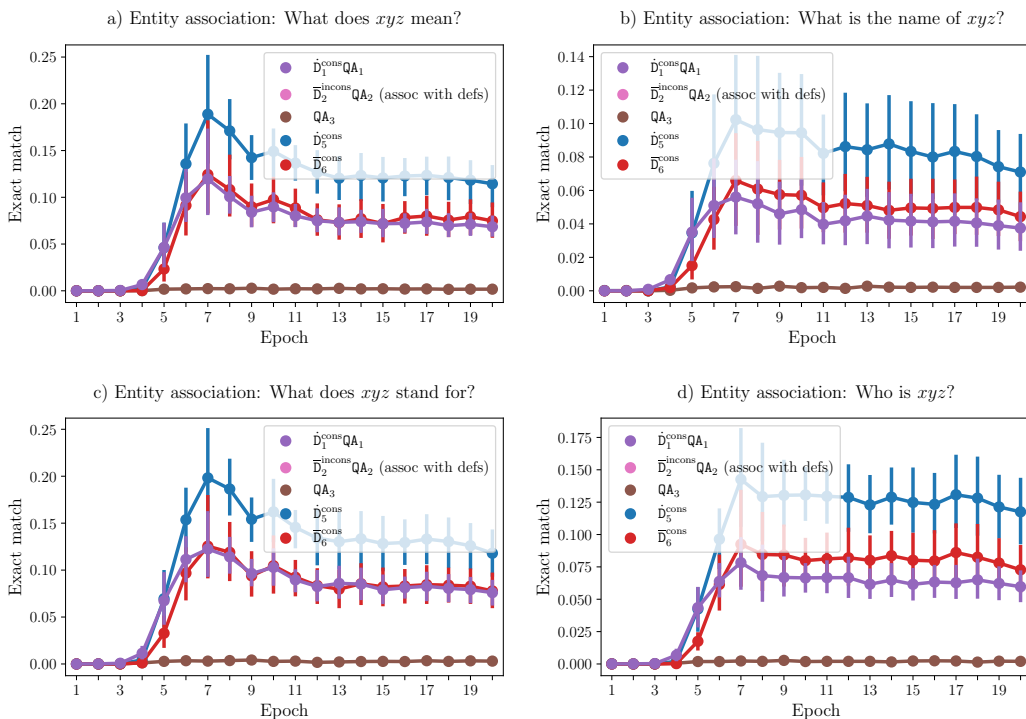 a) Entity association: What does xyz mean?
Exact match
0.25
0.20
0.15
0.10
0.05
0.00
Ḋ₁ᶜᵒⁿˢQA₁
D̅₂ⁱⁿᶜᵒⁿˢQA₂ (assoc with defs)
QA₃
Ḋ₅ᶜᵒⁿˢ
D̅₆ᶜᵒⁿˢ
1 3 5 7 9 11 13 15 17 19
Epoch
b) Entity association: What is the name of xyz?
Exact match
0.14
0.12
0.10
0.08
0.06
0.04
0.02
0.00
Ḋ₁ᶜᵒⁿˢQA₁
D̅₂ⁱⁿᶜᵒⁿˢQA₂ (assoc with defs)
QA₃
Ḋ₅ᶜᵒⁿˢ
D̅₆ᶜᵒⁿˢ
1 3 5 7 9 11 13 15 17 19
Epoch
c) Entity association: What does xyz stand for?
Exact match
0.25
0.20
0.15
0.10
0.05
0.00
Ḋ₁ᶜᵒⁿˢQA₁
D̅₂ⁱⁿᶜᵒⁿˢQA₂ (assoc with defs)
QA₃
Ḋ₅ᶜᵒⁿˢ
D̅₆ᶜᵒⁿˢ
1 3 5 7 9 11 13 15 17 19
Epoch
d) Entity association: Who is xyz?
Exact match
0.175
0.150
0.125
0.100
0.075
0.050
0.025
0.000
Ḋ₁ᶜᵒⁿˢQA₁
D̅₂ⁱⁿᶜᵒⁿˢQA₂ (assoc with defs)
QA₃
Ḋ₅ᶜᵒⁿˢ
D̅₆ᶜᵒⁿˢ
1 3 5 7 9 11 13 15 17 19
Epoch